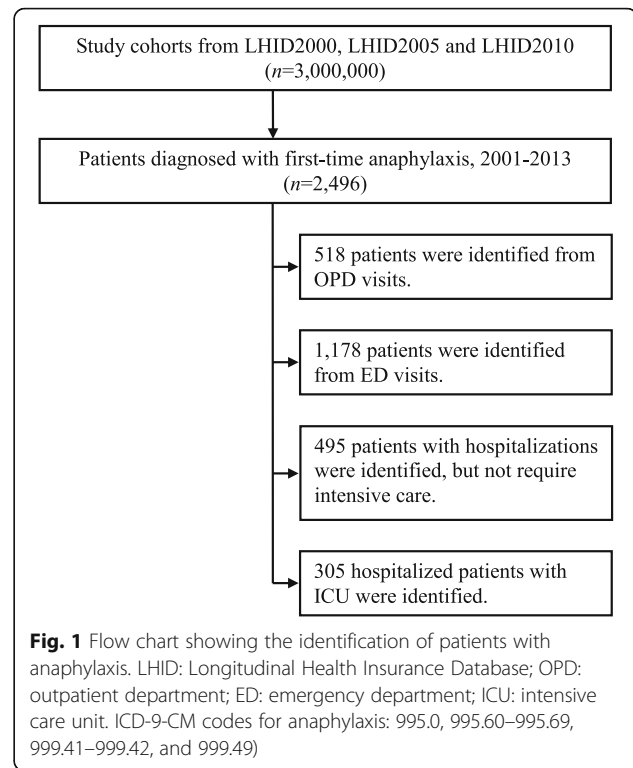 Study cohorts from LHID2000, LHID2005 and LHID2010
(n=3,000,000)
Patients diagnosed with first-time anaphylaxis, 2001-2013
(n=2,496)
518 patients were identified from
OPD visits.
1,178 patients were identified
from ED visits.
495 patients with hospitalizations
were identified, but not require
intensive care.
305 hospitalized patients with
ICU were identified.
Fig. 1 Flow chart showing the identification of patients with
anaphylaxis. LHID: Longitudinal Health Insurance Database; OPD:
outpatient department; ED: emergency department; ICU: intensive
care unit. ICD-9-CM codes for anaphylaxis: 995.0, 995.60–995.69,
999.41–999.42, and 999.49)